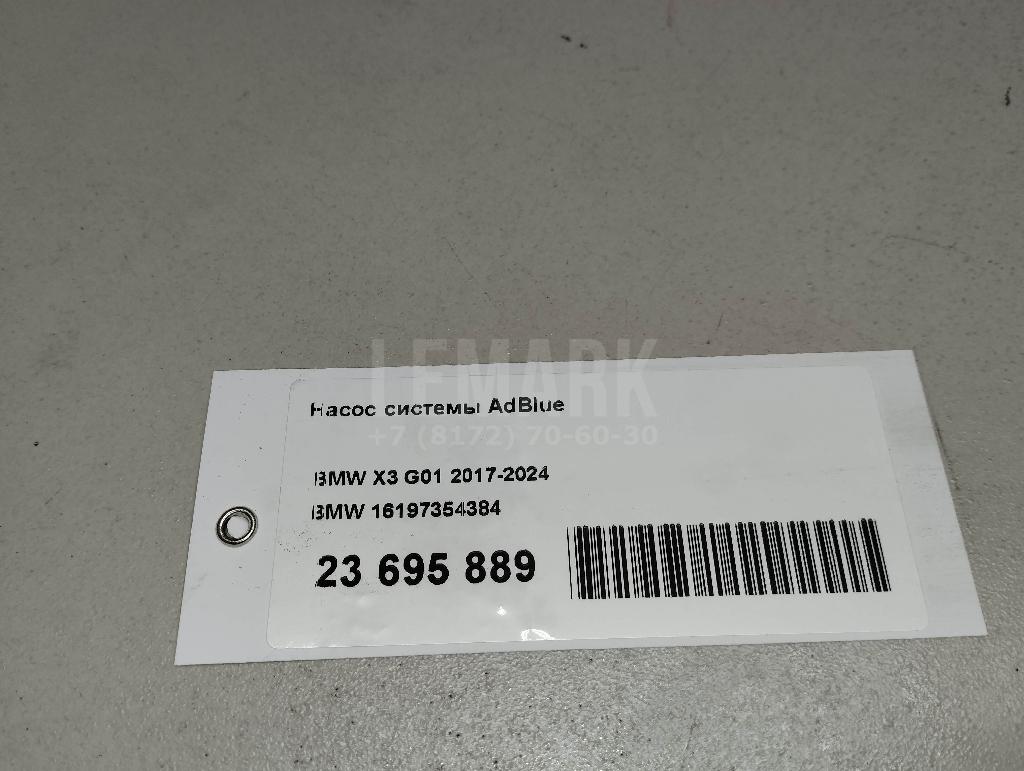 LEMARK
Насос системы AdBlue
+7 (8172) 70-60-30
BMW X3 G01 2017-2024
BMW 16197354384
23 695 889